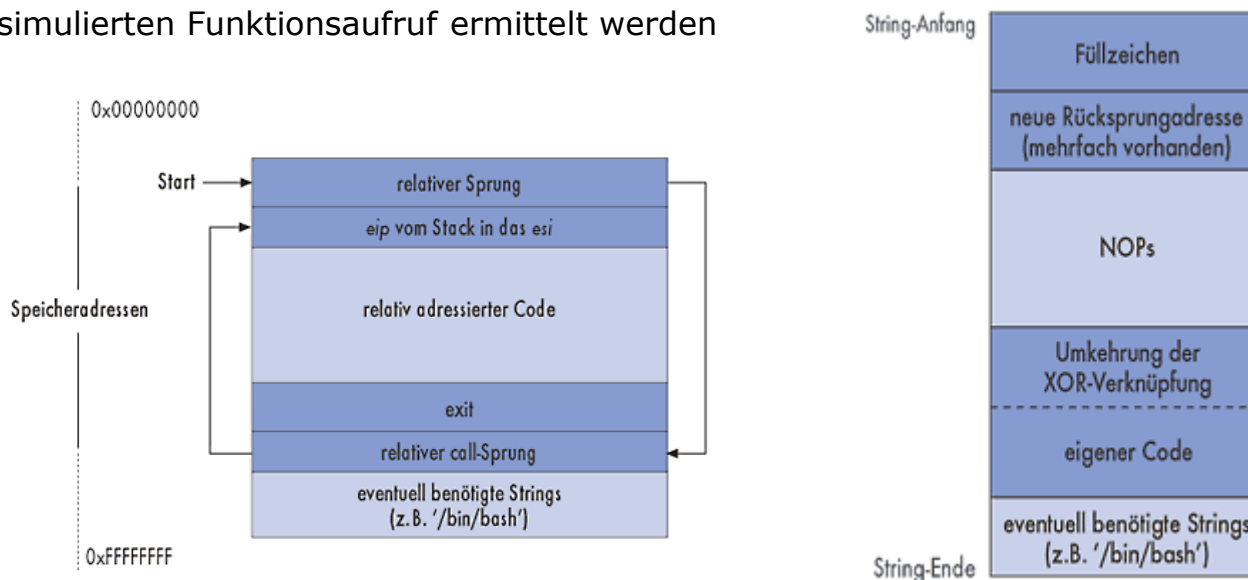 simulierten Funktionsaufruf ermittelt werden
0x00000000
Start
relativer Sprung
eip vom Stack in das esi
Speicheradressen
relativ adressierter Code
exit
relativer call-Sprung
eventuell benötigte Strings
(z.B. '/bin/bash')
0xFFFFFFFF
String-Anfang
Füllzeichen
neue Rücksprungadresse
(mehrfach vorhanden)
NOPs
Umkehrung der
XOR-Verknüpfung
eigener Code
eventuell benötigte Strings
(z.B. '/bin/bash')
String-Ende